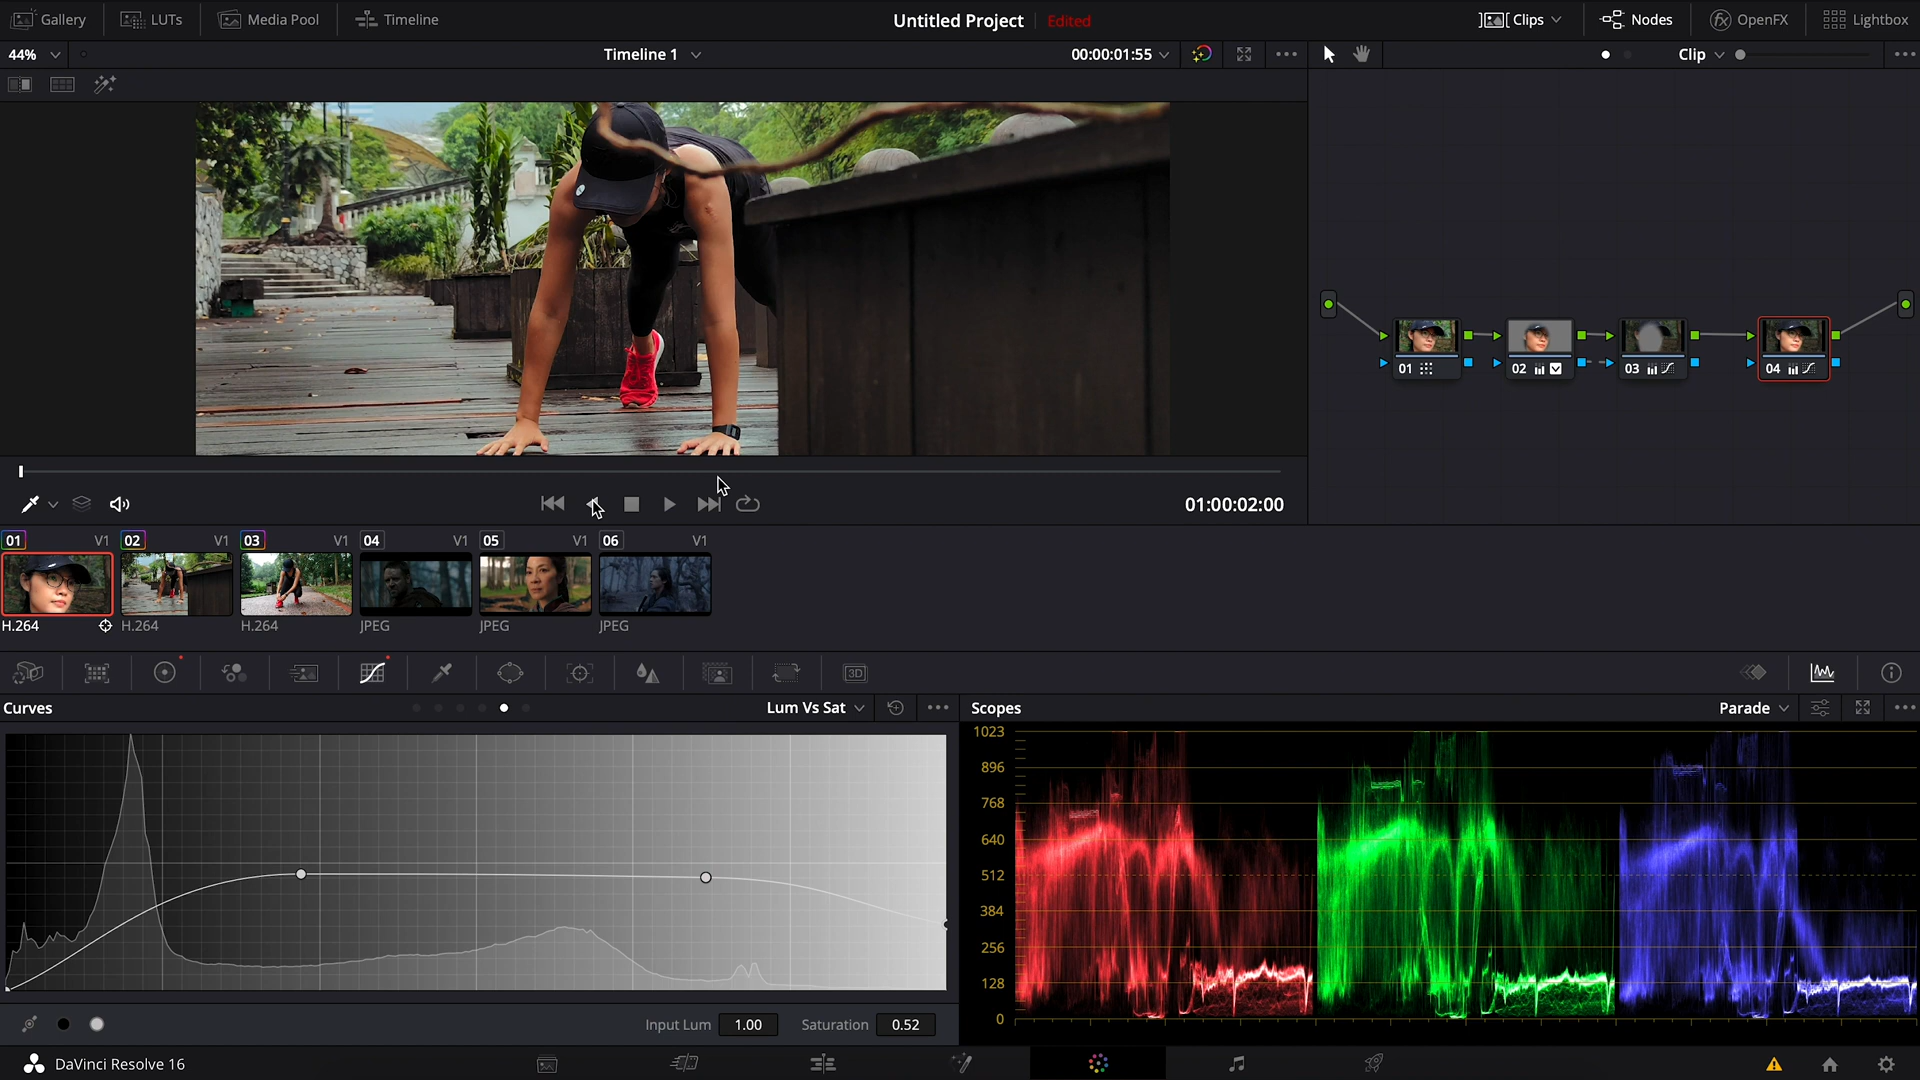 Gallery LUTs Media Pool Timeline Untitled Project Edited Clips Nodes OpenFX Lightbox
44% Timeline 1 00:00:01:55 Clip
01 02 03 04
01:00:02:00
01 V1 02 V1 03 V1 04 V1 05 V1 06 V1
H.264 H.264 H.264 JPEG JPEG JPEG
3D
Curves Lum Vs Sat Scopes Parade
1023
896
768
640
512
384
256
128
0
Input Lum 1.00 Saturation 0.52
DaVinci Resolve 16